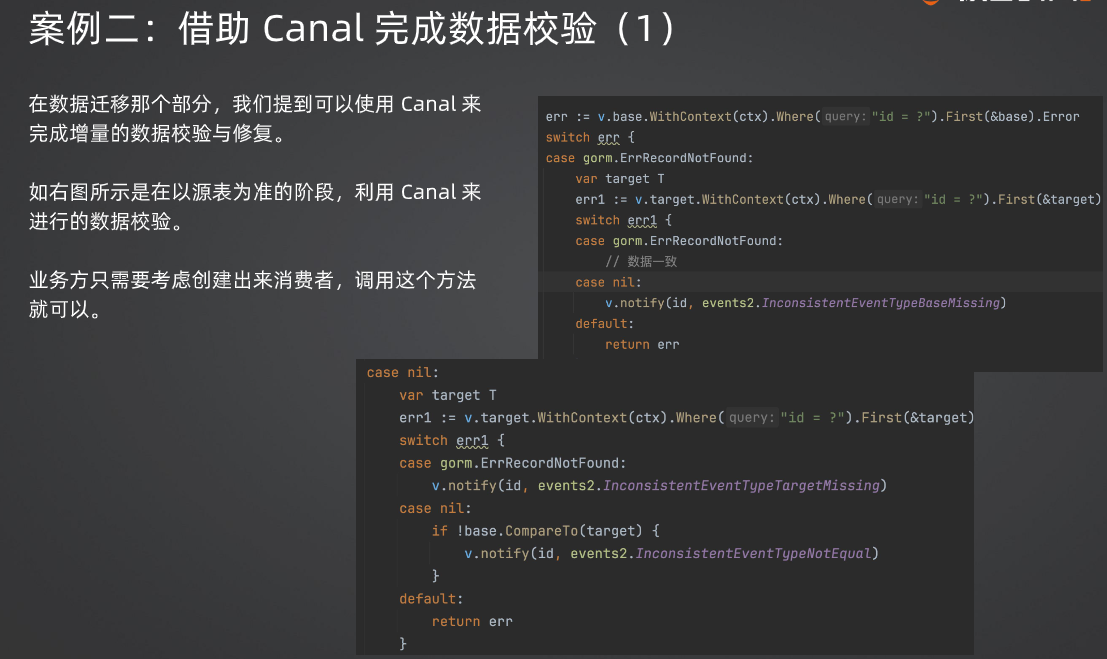 案例二：借助 Canal 完成数据校验（1）
在数据迁移那个部分，我们提到可以使用 Canal 来
完成增量的数据校验与修复。
如右图所示是在以源表为准的阶段，利用 Canal 来
进行的数据校验。
业务方只需要考虑创建出来消费者，调用这个方法
就可以。
err := v.base.WithContext(ctx).Where( query: "id = ?").First(&base).Error
switch err {
case gorm.ErrRecordNotFound:
var target T
err1 := v.target.WithContext(ctx).Where( query: "id = ?").First(&target)
switch err1 {
case gorm.ErrRecordNotFound:
// 数据一致
case nil:
v.notify(id, events2.InconsistentEventTypeBaseMissing)
default:
return err
case nil:
var target T
err1 := v.target.WithContext(ctx).Where( query: "id = ?").First(&target)
switch err1 {
case gorm.ErrRecordNotFound:
v.notify(id, events2.InconsistentEventTypeTargetMissing)
case nil:
if !base.CompareTo(target) {
v.notify(id, events2.InconsistentEventTypeNotEqual)
}
default:
return err
}